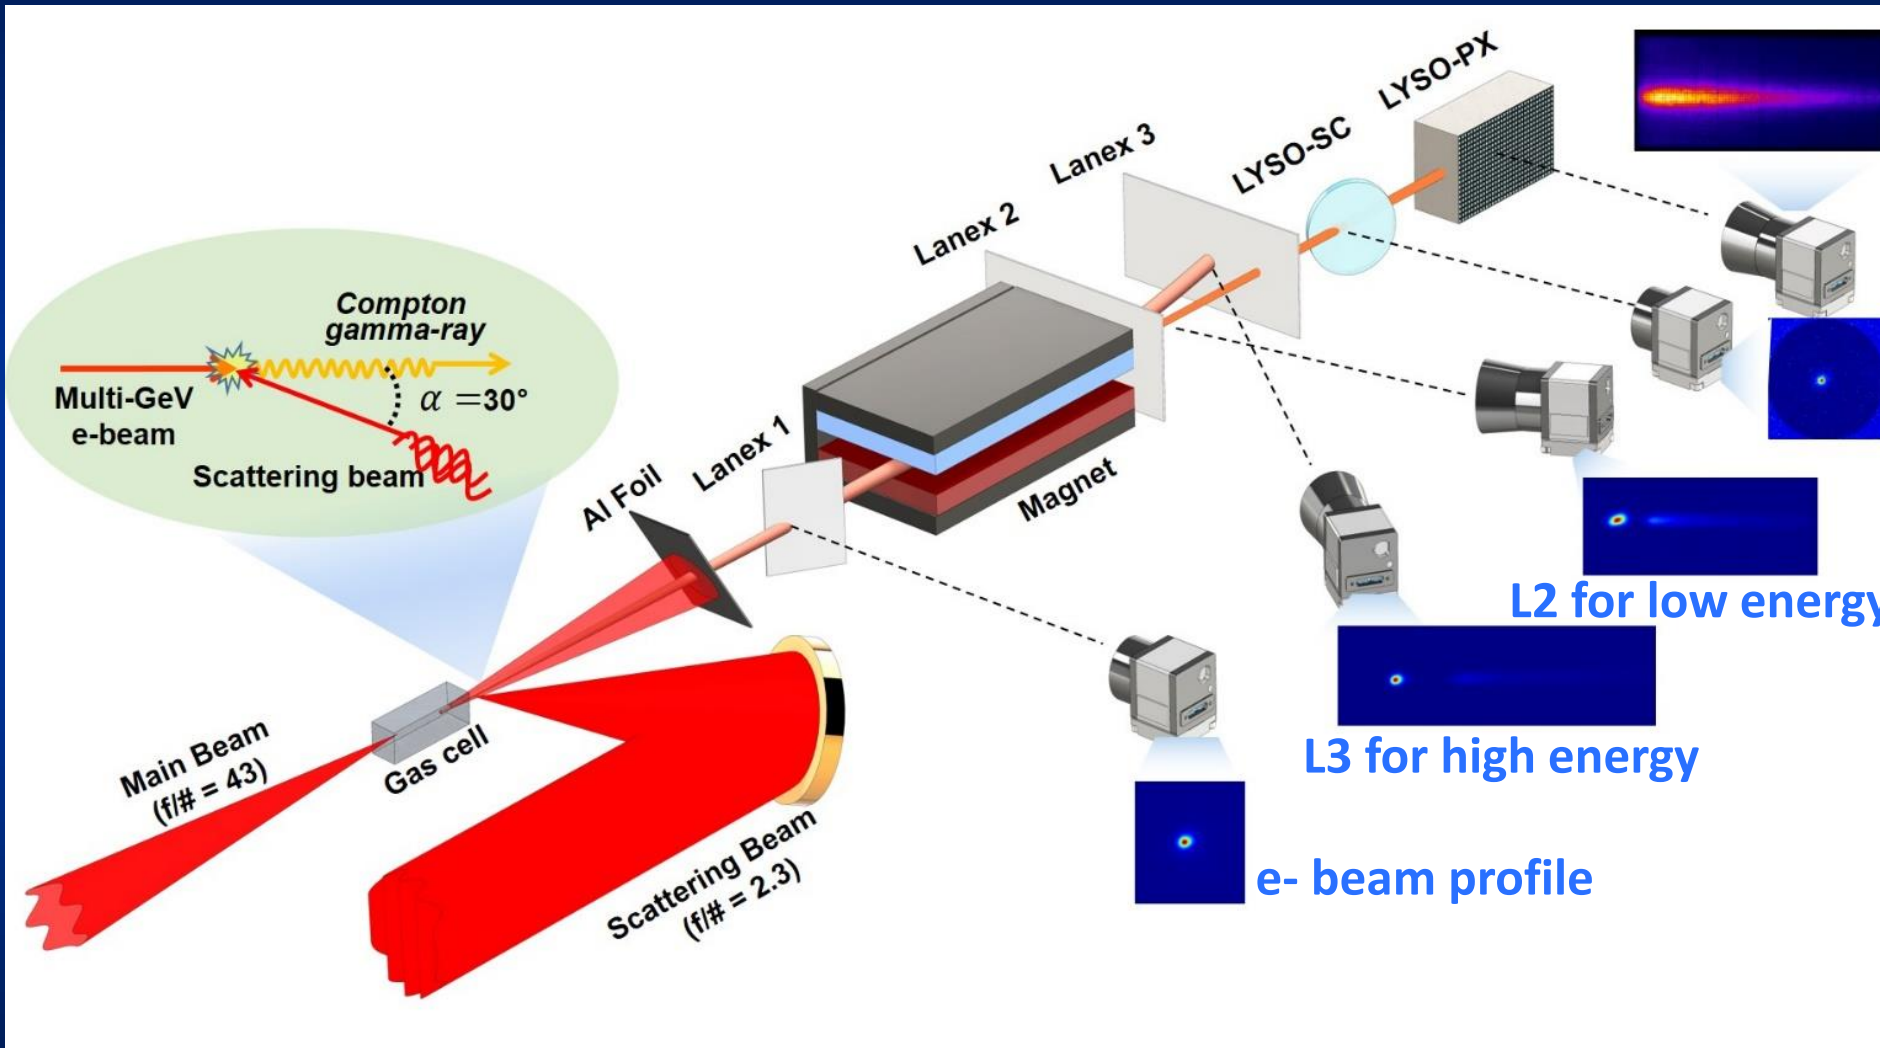 LYSO-PX
LYSO-SC
Lanex 3
Lanex 2
Compton
gamma-ray
Multi-GeV
e-beam
α = 30°
Scattering beam
Lanex 1
Al Foil
Magnet
L2 for low energy
L3 for high energy
Main Beam
(f/# = 43)
Gas cell
Scattering Beam
(f/# = 2.3)
e- beam profile